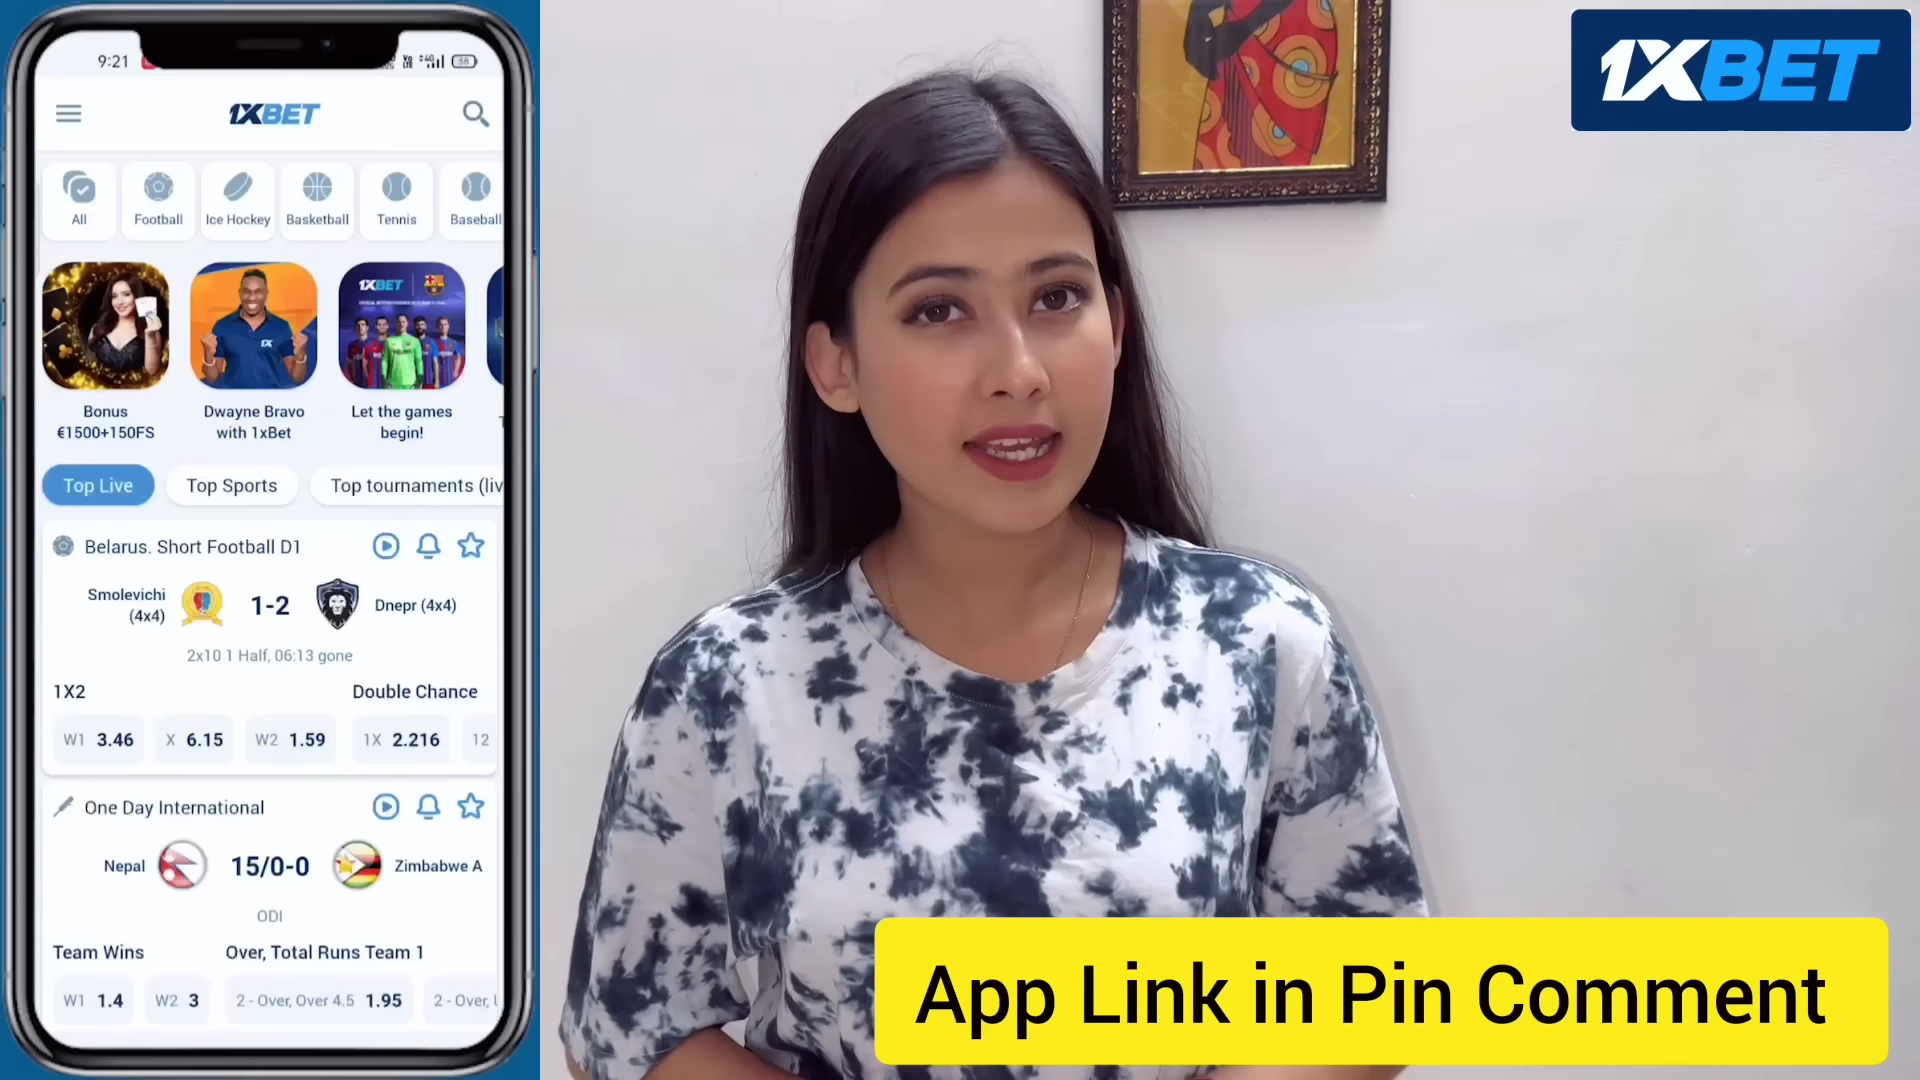 9:21
58
1XBET
All
Football
Ice Hockey
Basketball
Tennis
Baseball
1XBET
1X
Bonus
€1500+150FS
Dwayne Bravo
with 1xBet
Let the games
begin!
Top Live
Top Sports
Top tournaments (liv
Belarus. Short Football D1
Smolevichi
(4x4)
1-2
Dnepr (4x4)
2x10 1 Half, 06:13 gone
1X2
Double Chance
W1 3.46
X 6.15
W2 1.59
1X 2.216
12
One Day International
Nepal
15/0-0
Zimbabwe A
ODI
Team Wins
Over, Total Runs Team 1
W1 1.4
W2 3
2 - Over, Over 4.5 1.95
2 - Over,
1XBET
App Link in Pin Comment